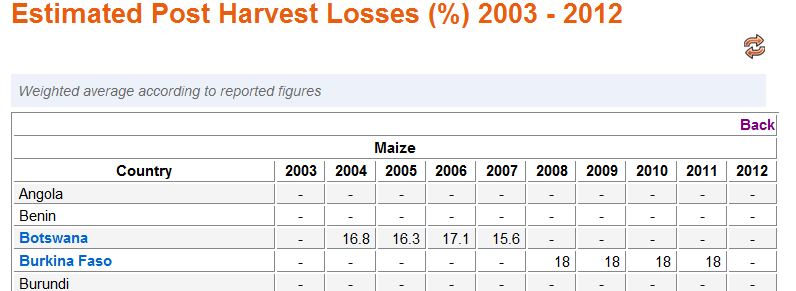 Estimated Post Harvest Losses (%) 2003 - 2012
Weighted average according to reported figures
Back
Maize
Country 2003 2004 2005 2006 2007 2008 2009 2010 2011 2012
Angola - - - - - - - - - -
Benin - - - - - - - - - -
Botswana - 16.8 16.3 17.1 15.6 - - - - -
Burkina Faso - - - - - 18 18 18 18 -
Burundi - - - - - - - - - -